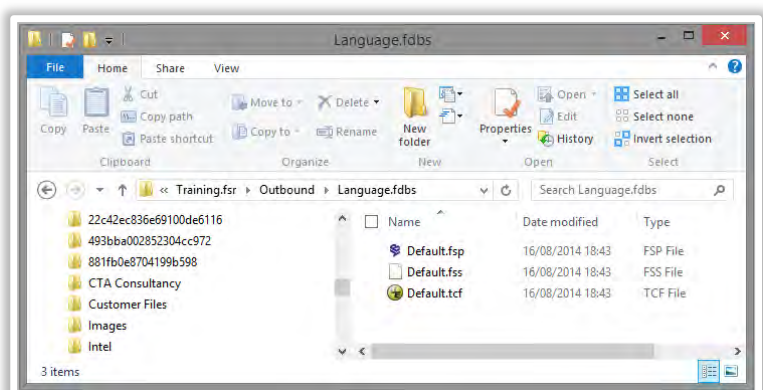 Language.fdbs
File Home Share View
Copy
Paste
Cut
Copy path
Paste shortcut
Clipboard
Move to
Copy to
Delete
Rename
Organize
New folder
New
Properties
Open
Edit
History
Open
Select all
Select none
Invert selection
Select
« Training.fsr Outbound Language.fdbs
Search Language.fdbs
22c42ec836e69100de6116
493bba002852304cc972
881fb0e8704199b598
CTA Consultancy
Customer Files
Images
Intel
Name Date modified Type
Default.fsp 16/08/2014 18:43 FSP File
Default.fss 16/08/2014 18:43 FSS File
Default.tcf 16/08/2014 18:43 TCF File
3 items